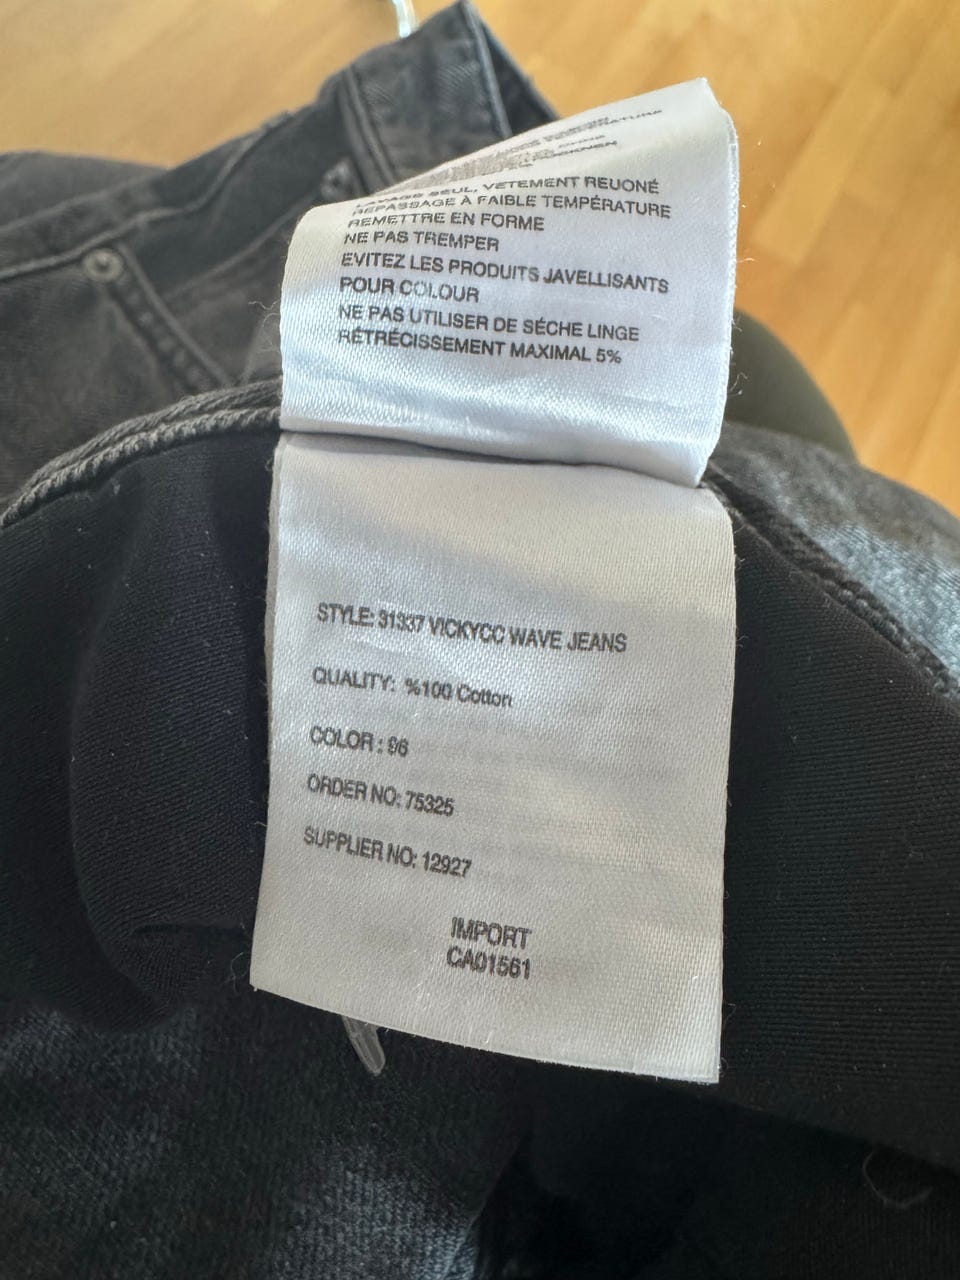 LAVAGE SEUL, VETEMENT REUONÉ
REPASSAGE À FAIBLE TEMPÉRATURE
REMETTRE EN FORME
NE PAS TREMPER
EVITEZ LES PRODUITS JAVELLISANTS
POUR COLOUR
NE PAS UTILISER DE SÉCHE LINGE
RÉTRÉCISSEMENT MAXIMAL 5%
STYLE: 31337 VICKYCC WAVE JEANS
QUALITY: %100 Cotton
COLOR : 96
ORDER NO: 75325
SUPPLIER NO: 12927
IMPORT
CA01561